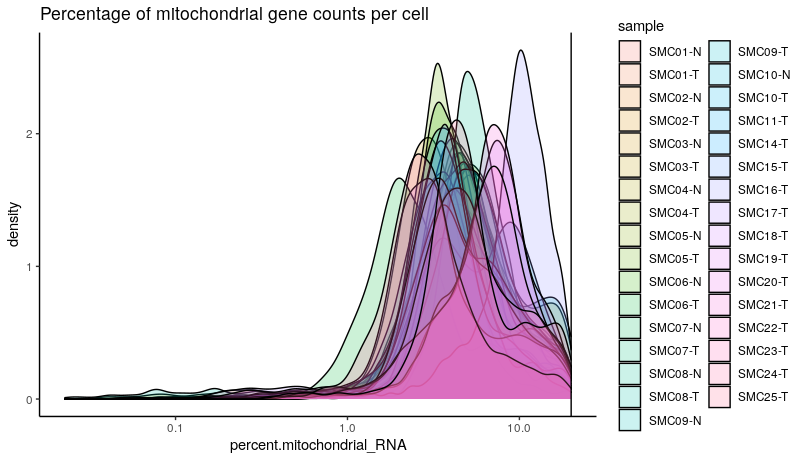 Percentage of mitochondrial gene counts per cell
density
2
1
0
0.1
1.0
10.0
percent.mitochondrial_RNA
sample
SMC01-N
SMC01-T
SMC02-N
SMC02-T
SMC03-N
SMC03-T
SMC04-N
SMC04-T
SMC05-N
SMC05-T
SMC06-N
SMC06-T
SMC07-N
SMC07-T
SMC08-N
SMC08-T
SMC09-N
SMC09-T
SMC10-N
SMC10-T
SMC11-T
SMC14-T
SMC15-T
SMC16-T
SMC17-T
SMC18-T
SMC19-T
SMC20-T
SMC21-T
SMC22-T
SMC23-T
SMC24-T
SMC25-T